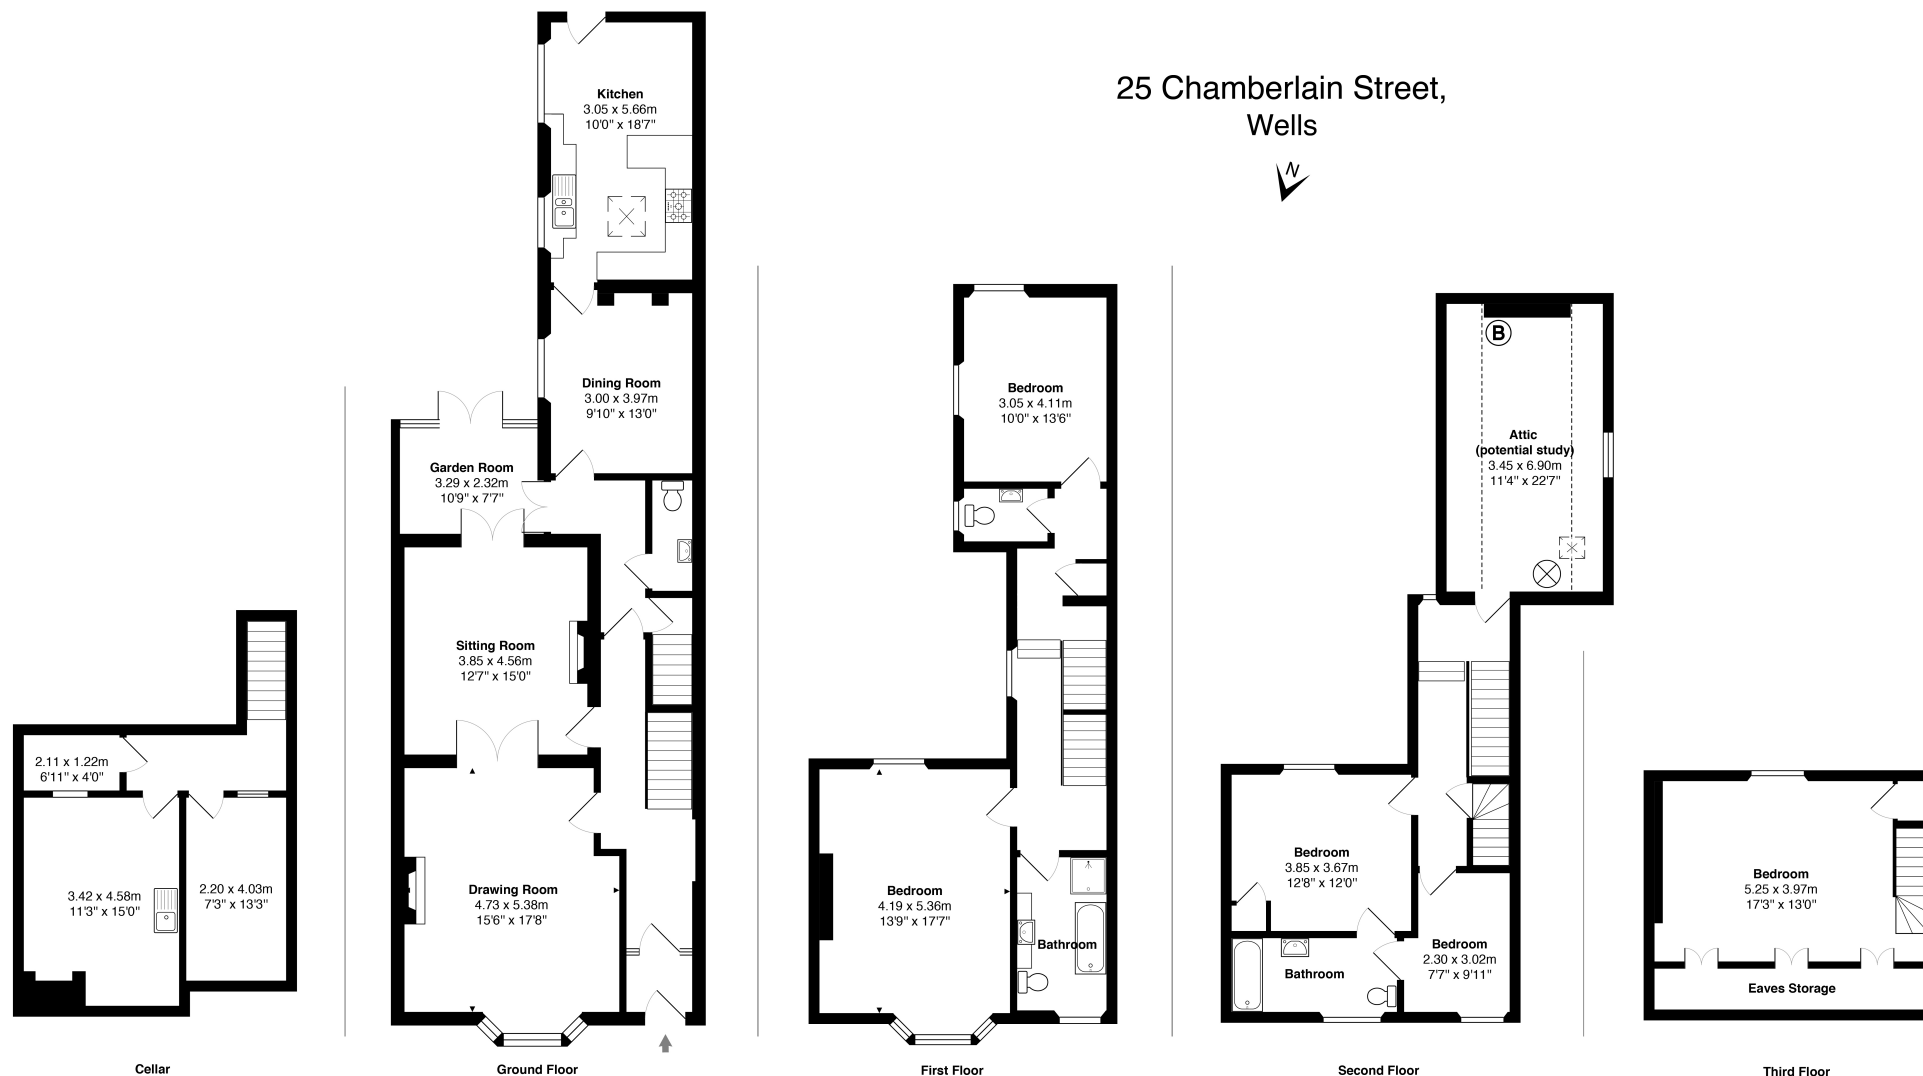 25 Chamberlain Street,
Wells
N
2.11 x 1.22m
6'11" x 4'0"
3.42 x 4.58m
11'3" x 15'0"
2.20 x 4.03m
7'3" x 13'3"
Cellar
Kitchen
3.05 x 5.66m
10'0" x 18'7"
Dining Room
3.00 x 3.97m
9'10" x 13'0"
Garden Room
3.29 x 2.32m
10'9" x 7'7"
Sitting Room
3.85 x 4.56m
12'7" x 15'0"
Drawing Room
4.73 x 5.38m
15'6" x 17'8"
Ground Floor
Bedroom
3.05 x 4.11m
10'0" x 13'6"
Bedroom
4.19 x 5.36m
13'9" x 17'7"
Bathroom
First Floor
B
Attic
(potential study)
3.45 x 6.90m
11'4" x 22'7"
Bedroom
3.85 x 3.67m
12'8" x 12'0"
Bedroom
2.30 x 3.02m
7'7" x 9'11"
Bathroom
Second Floor
Bedroom
5.25 x 3.97m
17'3" x 13'0"
Eaves Storage
Third Floor